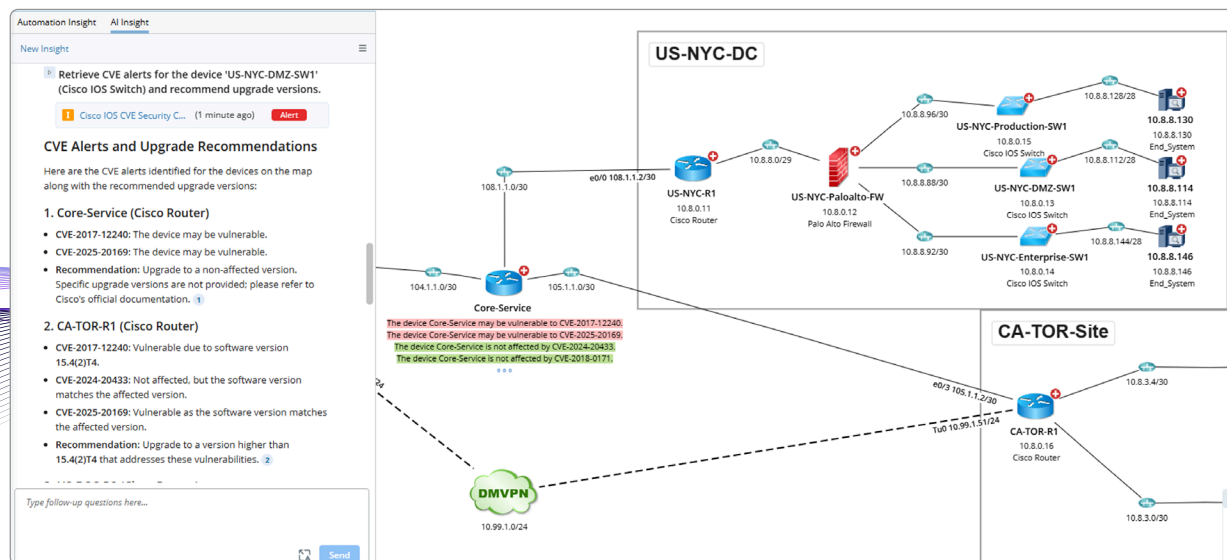 Automation Insight
AI Insight
New Insight
Retrieve CVE alerts for the device 'US-NYC-DMZ-SW1'
(Cisco IOS Switch) and recommend upgrade versions.
Cisco IOS CVE Security C... (1 minute ago) Alert
CVE Alerts and Upgrade Recommendations
Here are the CVE alerts identified for the devices on the map
along with the recommended upgrade versions:
1. Core-Service (Cisco Router)
• CVE-2017-12240: The device may be vulnerable.
• CVE-2025-20169: The device may be vulnerable.
• Recommendation: Upgrade to a non-affected version.
Specific upgrade versions are not provided; please refer to
Cisco's official documentation. 1
2. CA-TOR-R1 (Cisco Router)
• CVE-2017-12240: Vulnerable due to software version
15.4(2)T4.
• CVE-2024-20433: Not affected, but the software version
matches the affected version.
• CVE-2025-20169: Vulnerable as the software version matches
the affected version.
• Recommendation: Upgrade to a version higher than
15.4(2)T4 that addresses these vulnerabilities. 2
Type follow-up questions here...
Send
US-NYC-DC
108.1.1.0/30
e0/0 108.1.1.2/30
US-NYC-R1
10.8.0.11
Cisco Router
10.8.8.0/29
US-NYC-Paloalto-FW
10.8.0.12
Palo Alto Firewall
10.8.8.96/30
10.8.8.88/30
10.8.8.92/30
US-NYC-Production-SW1
10.8.0.15
Cisco IOS Switch
US-NYC-DMZ-SW1
10.8.0.13
Cisco IOS Switch
US-NYC-Enterprise-SW1
10.8.0.14
Cisco IOS Switch
10.8.8.128/28
10.8.8.112/28
10.8.8.144/28
10.8.8.130
10.8.8.130
End_System
10.8.8.114
10.8.8.114
End_System
10.8.8.146
10.8.8.146
End_System
104.1.1.0/30
105.1.1.0/30
Core-Service
The device Core-Service may be vulnerable to CVE-2017-12240.
The device Core-Service may be vulnerable to CVE-2025-20169.
The device Core-Service is not affected by CVE-2024-20433.
The device Core-Service is not affected by CVE-2018-0171.
CA-TOR-Site
e0/3 105.1.1.2/30
Tu0 10.99.1.51/24
CA-TOR-R1
10.8.0.16
Cisco Router
10.8.3.4/30
10.8.3.0/30
DMVPN
10.99.1.0/24